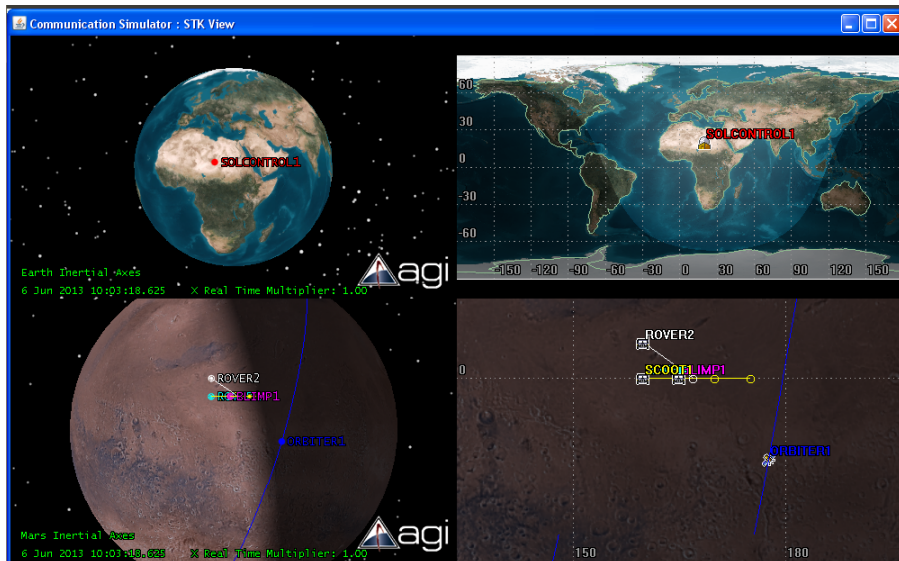 Communication Simulator : STK View
SOLCONTROL1
Earth Inertial Axes
6 Jun 2013 10:03:18.625 X Real Time Multiplier: 1.00
agi
60
30
0
-30
-60
-150 -120 -90 -60 -30 0 30 60 90 120 150
SOLCONTROL1
ROVER2
LIMP1
ORBITER1
Mars Inertial Axes
6 Jun 2013 10:03:18.625 X Real Time Multiplier: 1.00
agi
ROVER2
SCOOT1 LIMP1
0
ORBITER1
150 180